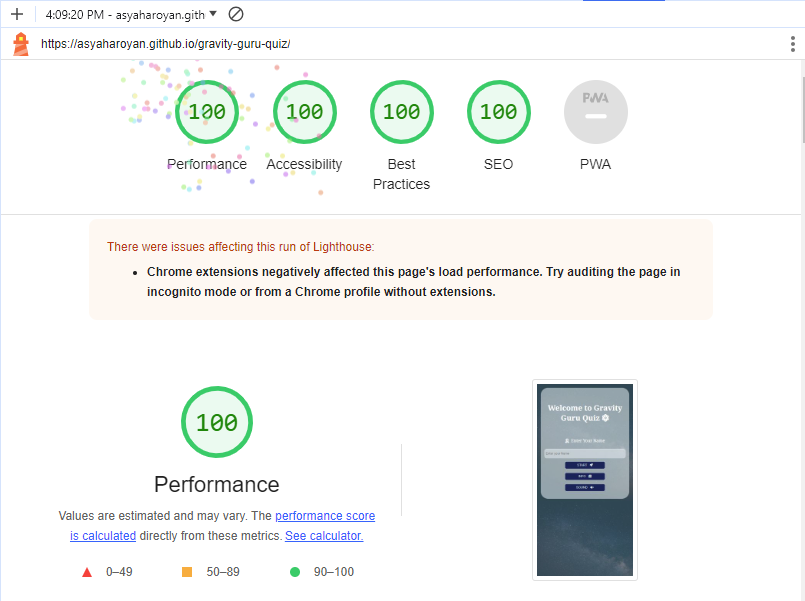 4:09:20 PM - asyaharoyan.gith
https://asyaharoyan.github.io/gravity-guru-quiz/
100 100 100 100 PWA
Performance Accessibility Best Practices SEO PWA
There were issues affecting this run of Lighthouse:
• Chrome extensions negatively affected this page's load performance. Try auditing the page in
incognito mode or from a Chrome profile without extensions.
100
Performance
Values are estimated and may vary. The performance score
is calculated directly from these metrics. See calculator.
0–49 50–89 90–100
Welcome to Gravity
Guru Quiz
Enter Your Name
START